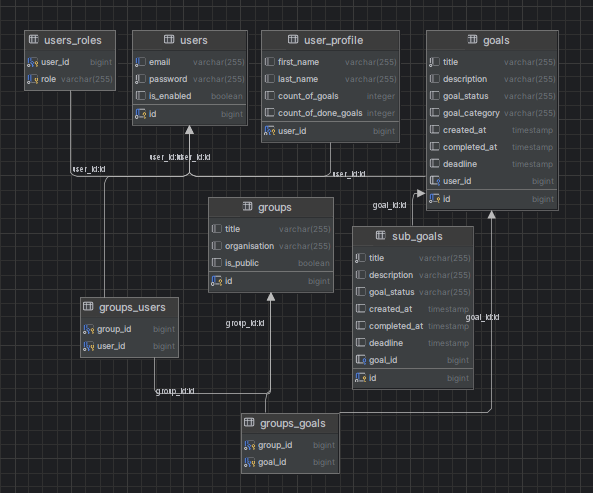 users_roles
user_id bigint
role varchar(255)
users
email varchar(255)
password varchar(255)
is_enabled boolean
id bigint
user_profile
first_name varchar(255)
last_name varchar(255)
count_of_goals integer
count_of_done_goals integer
user_id bigint
goals
title varchar(255)
description varchar(255)
goal_status varchar(255)
goal_category varchar(255)
created_at timestamp
completed_at timestamp
deadline timestamp
user_id bigint
id bigint
user_id:id
user_id:id
user_id:id
user_id:id
groups
title varchar(255)
organisation varchar(255)
is_public boolean
id bigint
goal_id:id
sub_goals
title varchar(255)
description varchar(255)
goal_status varchar(255)
created_at timestamp
completed_at timestamp
deadline timestamp
goal_id bigint
id bigint
groups_users
group_id bigint
user_id bigint
group_id:id
goal_id:id
group_id:id
groups_goals
group_id bigint
goal_id bigint